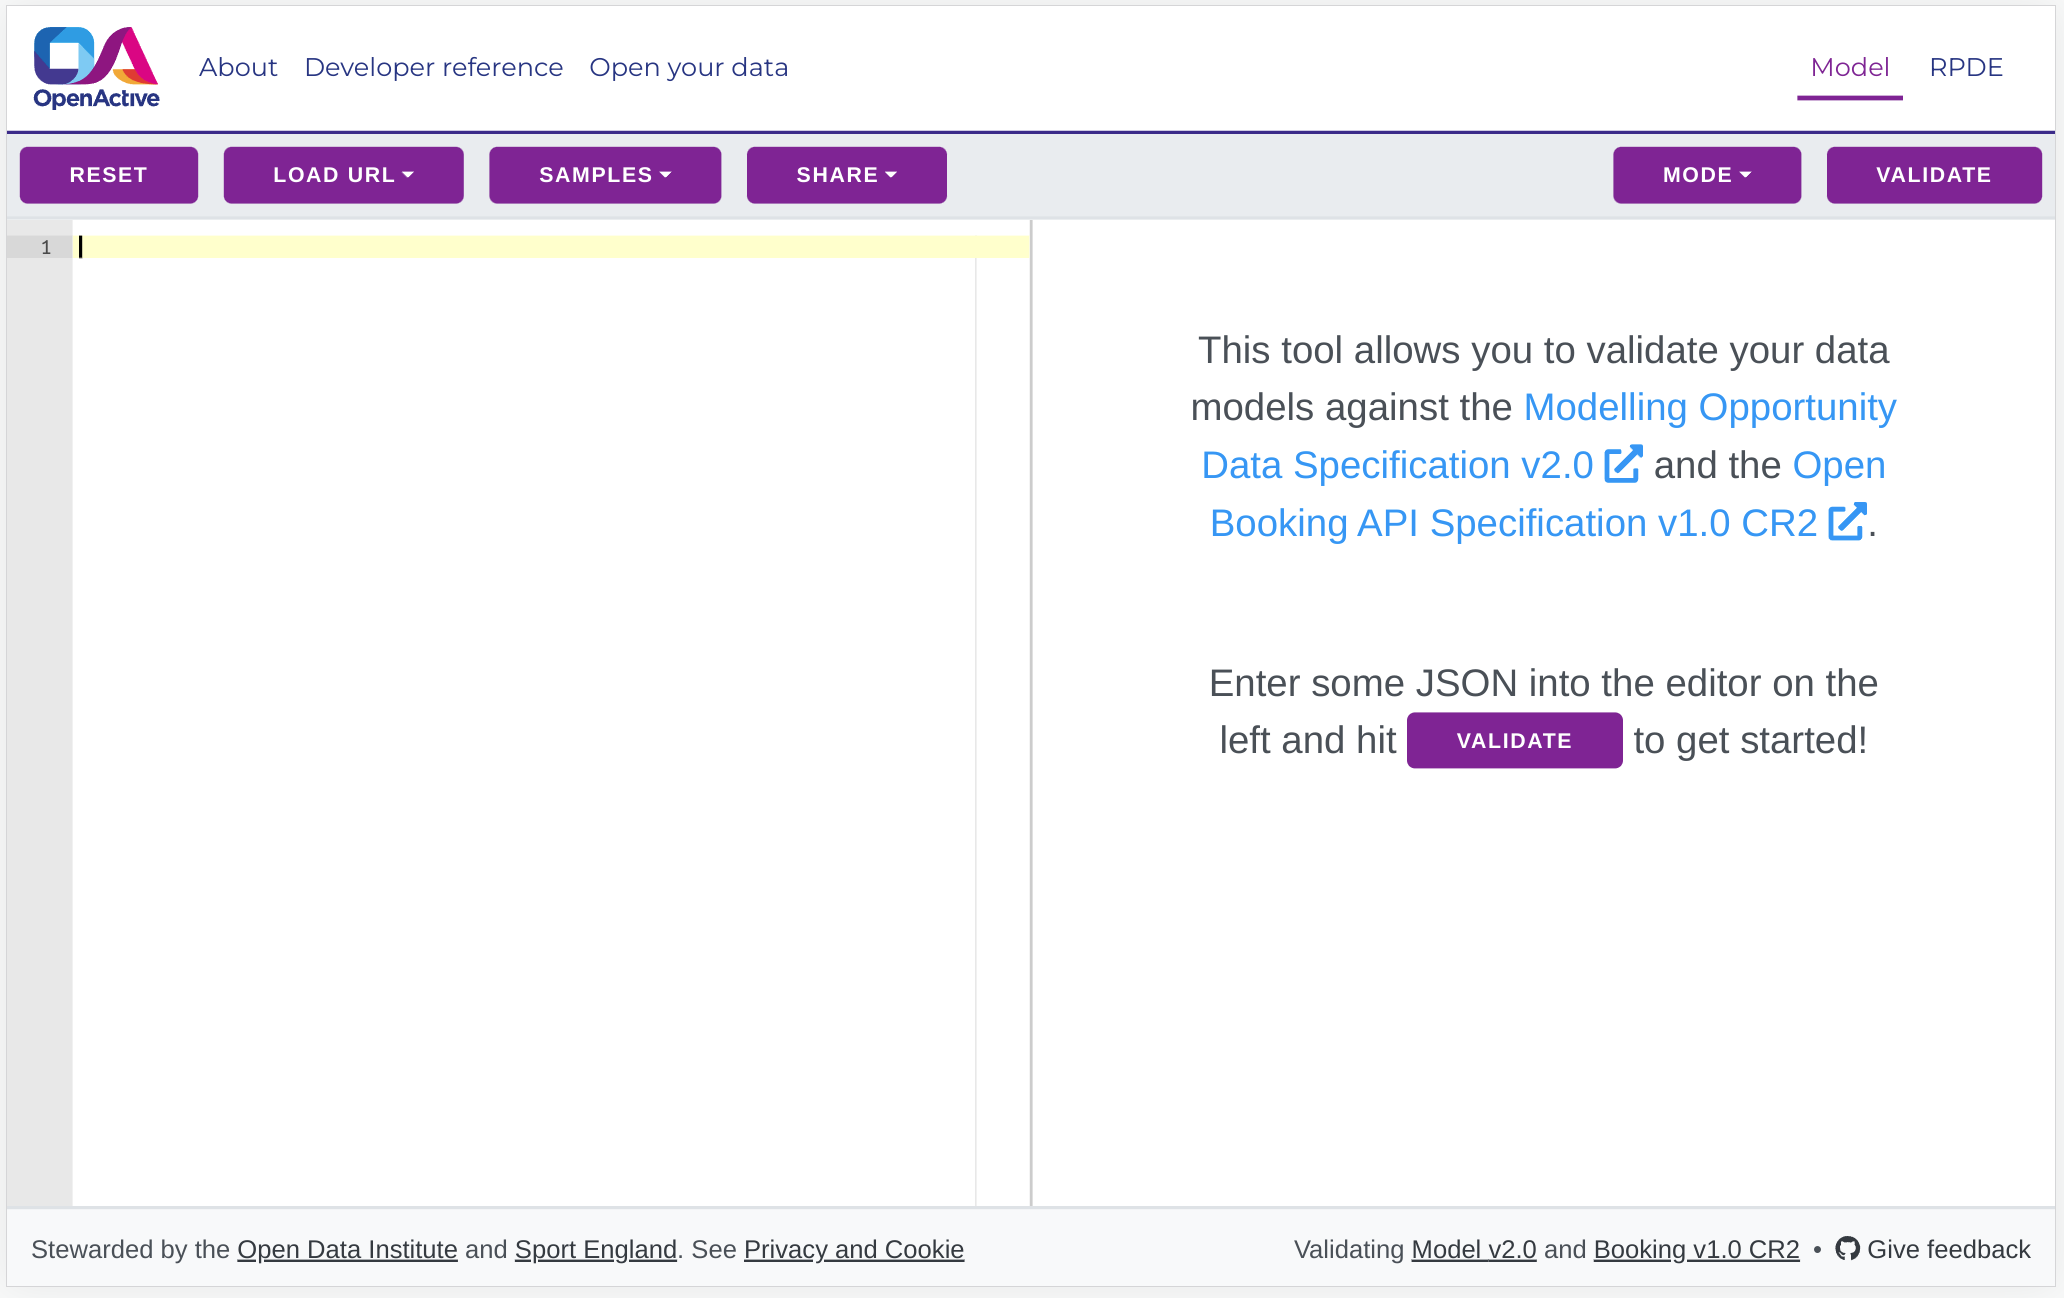 OpenActive
About Developer reference Open your data Model RPDE
RESET LOAD URL SAMPLES SHARE MODE VALIDATE
1
This tool allows you to validate your data
models against the Modelling Opportunity
Data Specification v2.0 and the Open
Booking API Specification v1.0 CR2 .
Enter some JSON into the editor on the
left and hit VALIDATE to get started!
Stewarded by the Open Data Institute and Sport England. See Privacy and Cookie
Validating Model v2.0 and Booking v1.0 CR2 • Give feedback